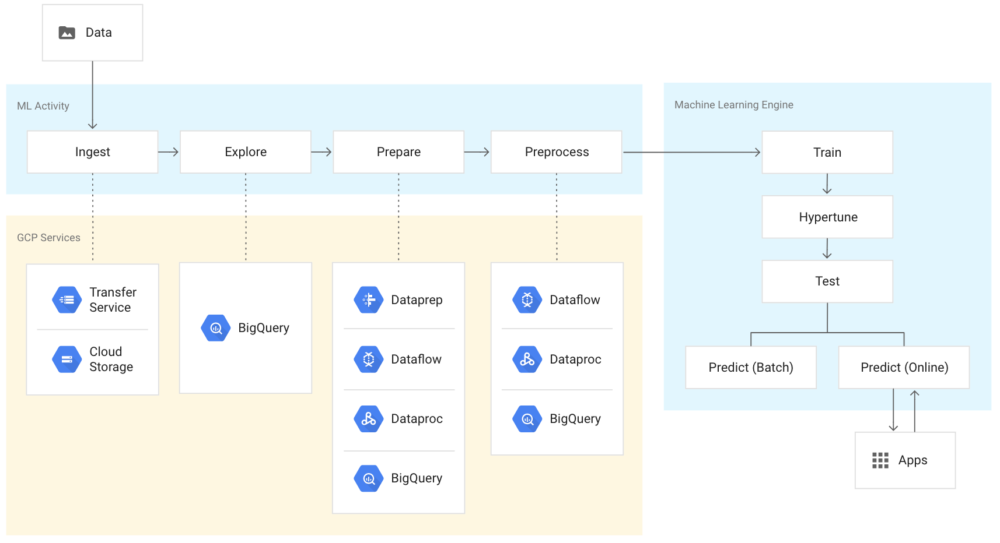 Data
ML Activity
Ingest
Explore
Prepare
Preprocess
GCP Services
Transfer
Service
Cloud
Storage
BigQuery
Dataprep
Dataflow
Dataproc
BigQuery
Dataflow
Dataproc
BigQuery
Machine Learning Engine
Train
Hypertune
Test
Predict (Batch)
Predict (Online)
Apps